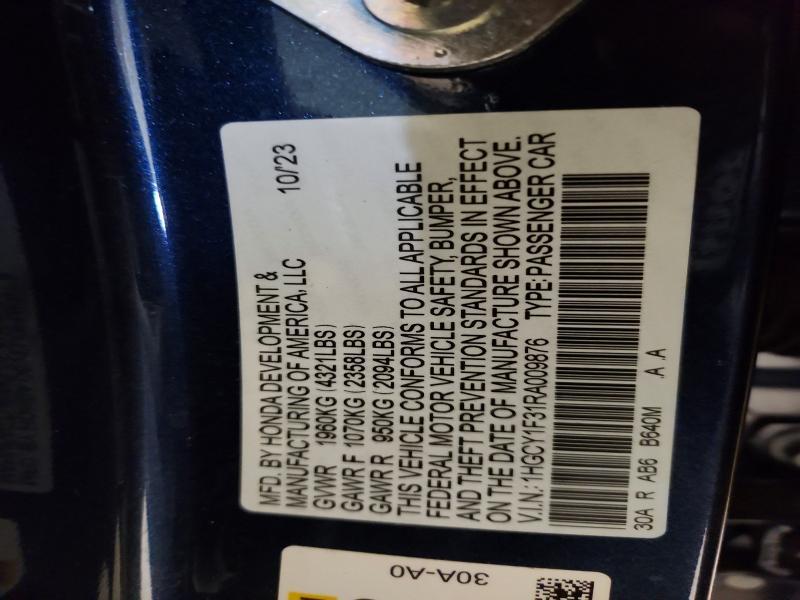 MFD. BY HONDA DEVELOPMENT &
MANUFACTURING OF AMERICA, LLC 10/'23
GVWR 1960KG (4321LBS)
GAWR F 1070KG (2358LBS)
GAWR R 950KG (2094LBS)
THIS VEHICLE CONFORMS TO ALL APPLICABLE
FEDERAL MOTOR VEHICLE SAFETY, BUMPER,
AND THEFT PREVENTION STANDARDS IN EFFECT
ON THE DATE OF MANUFACTURE SHOWN ABOVE.
V.I.N.: 1HGCY1F31RA009876 TYPE:PASSENGER CAR
30A R AB6 B640M A A
30A-A0